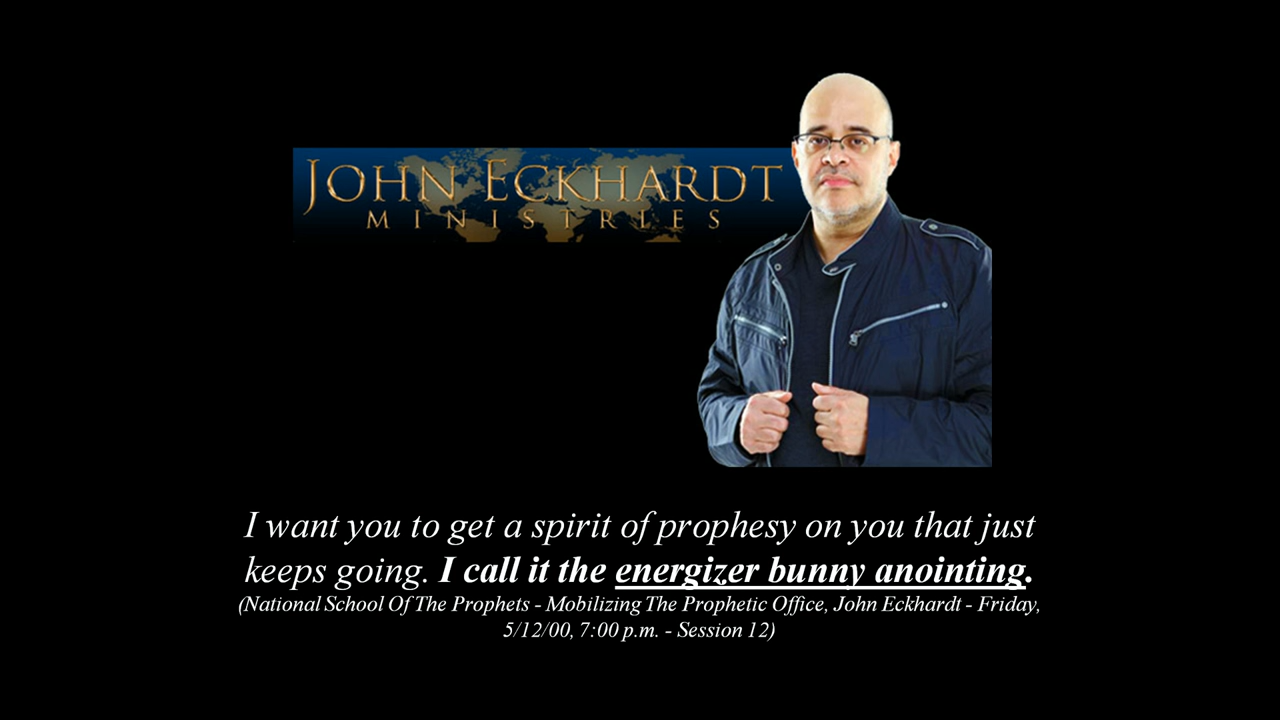 JOHN ECKHARDT
MINISTRIES
I want you to get a spirit of prophesy on you that just
keeps going. I call it the energizer bunny anointing.
(National School Of The Prophets - Mobilizing The Prophetic Office, John Eckhardt - Friday,
5/12/00, 7:00 p.m. - Session 12)